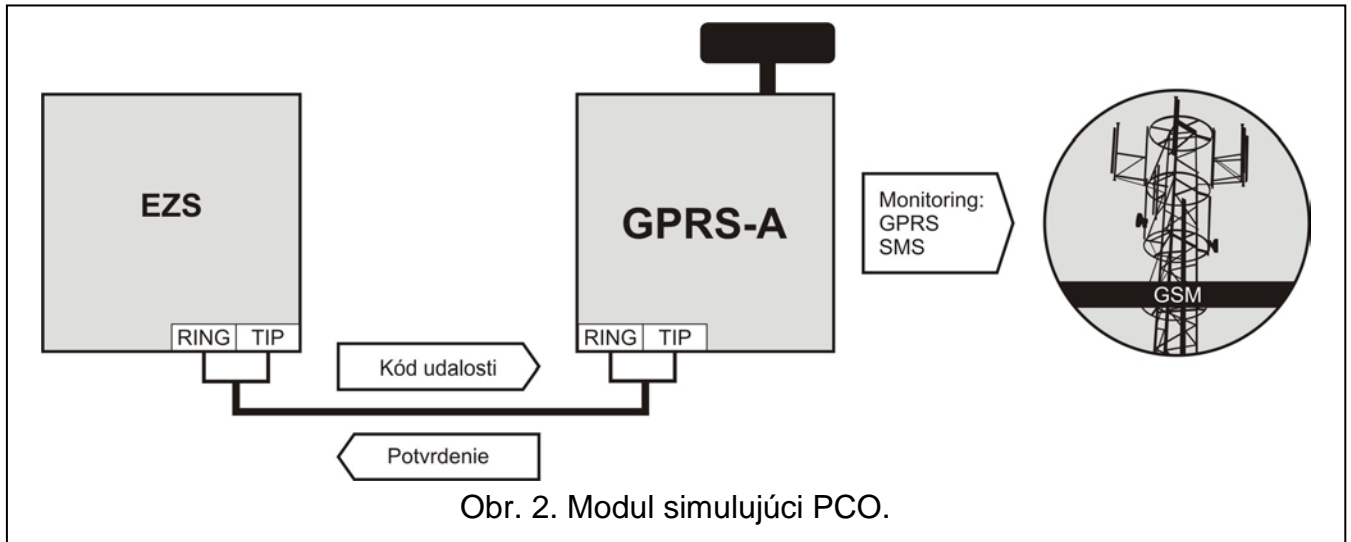 EZS
RING TIP
GPRS-A
RING TIP
Monitoring:
GPRS
SMS
GSM
Kód udalosti
Potvrdenie
Obr. 2. Modul simulujúci PCO.